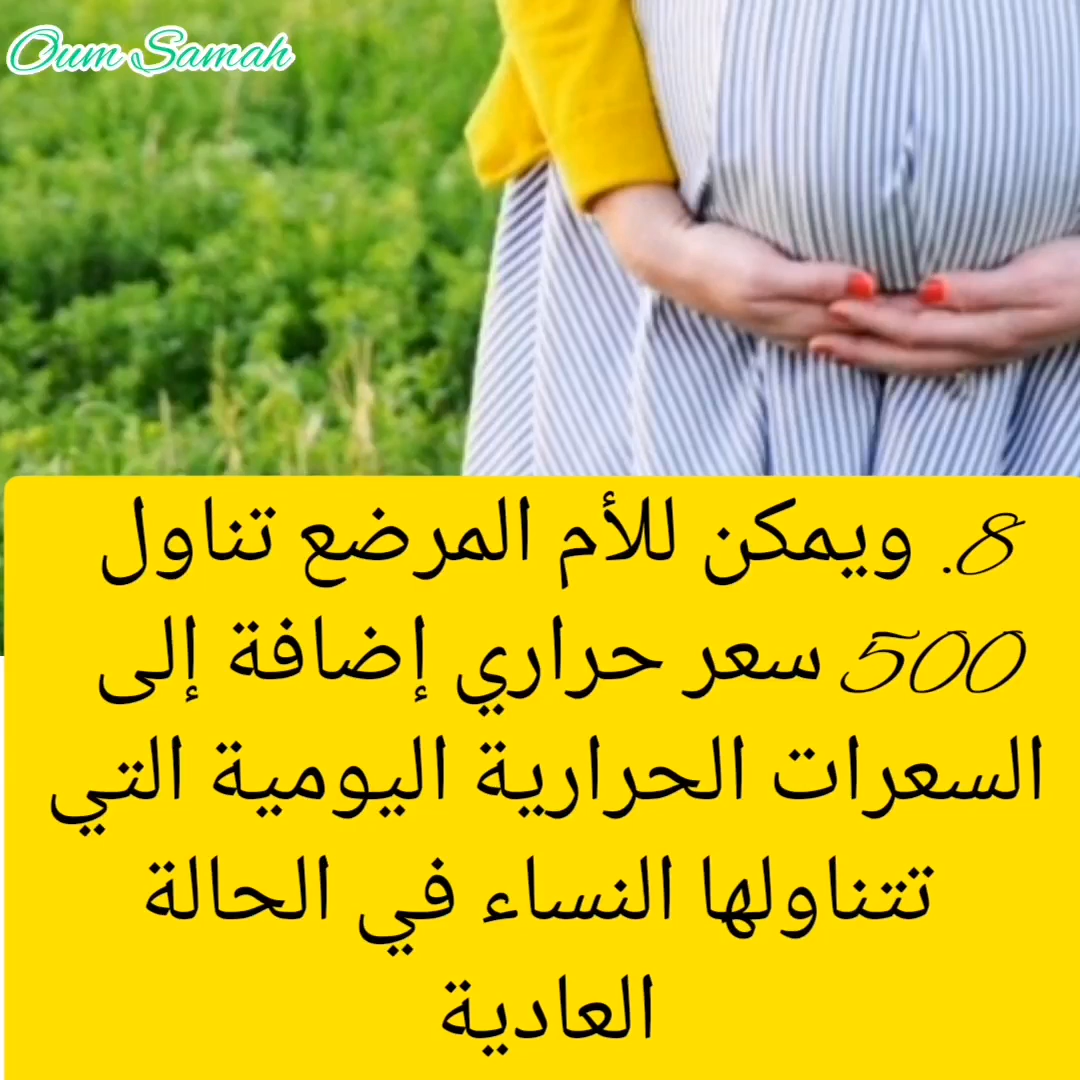 Oum Samah
8. ويمكن للأم المرضع تناول
500 سعر حراري إضافة إلى
السعرات الحرارية اليومية التي
تتناولها النساء في الحالة
العادية